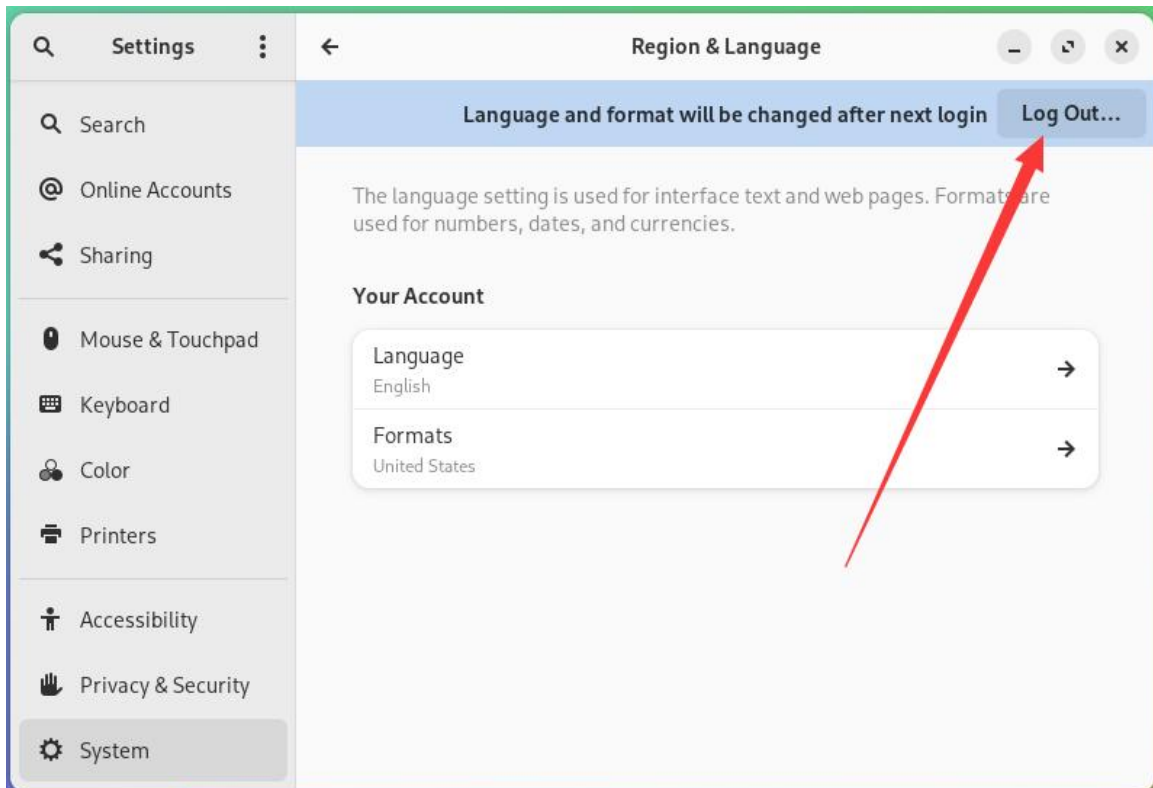 Settings
Region & Language
Search
Online Accounts
Sharing
Mouse & Touchpad
Keyboard
Color
Printers
Accessibility
Privacy & Security
System
Language and format will be changed after next login
Log Out...
The language setting is used for interface text and web pages. Formats are
used for numbers, dates, and currencies.
Your Account
Language
English
Formats
United States